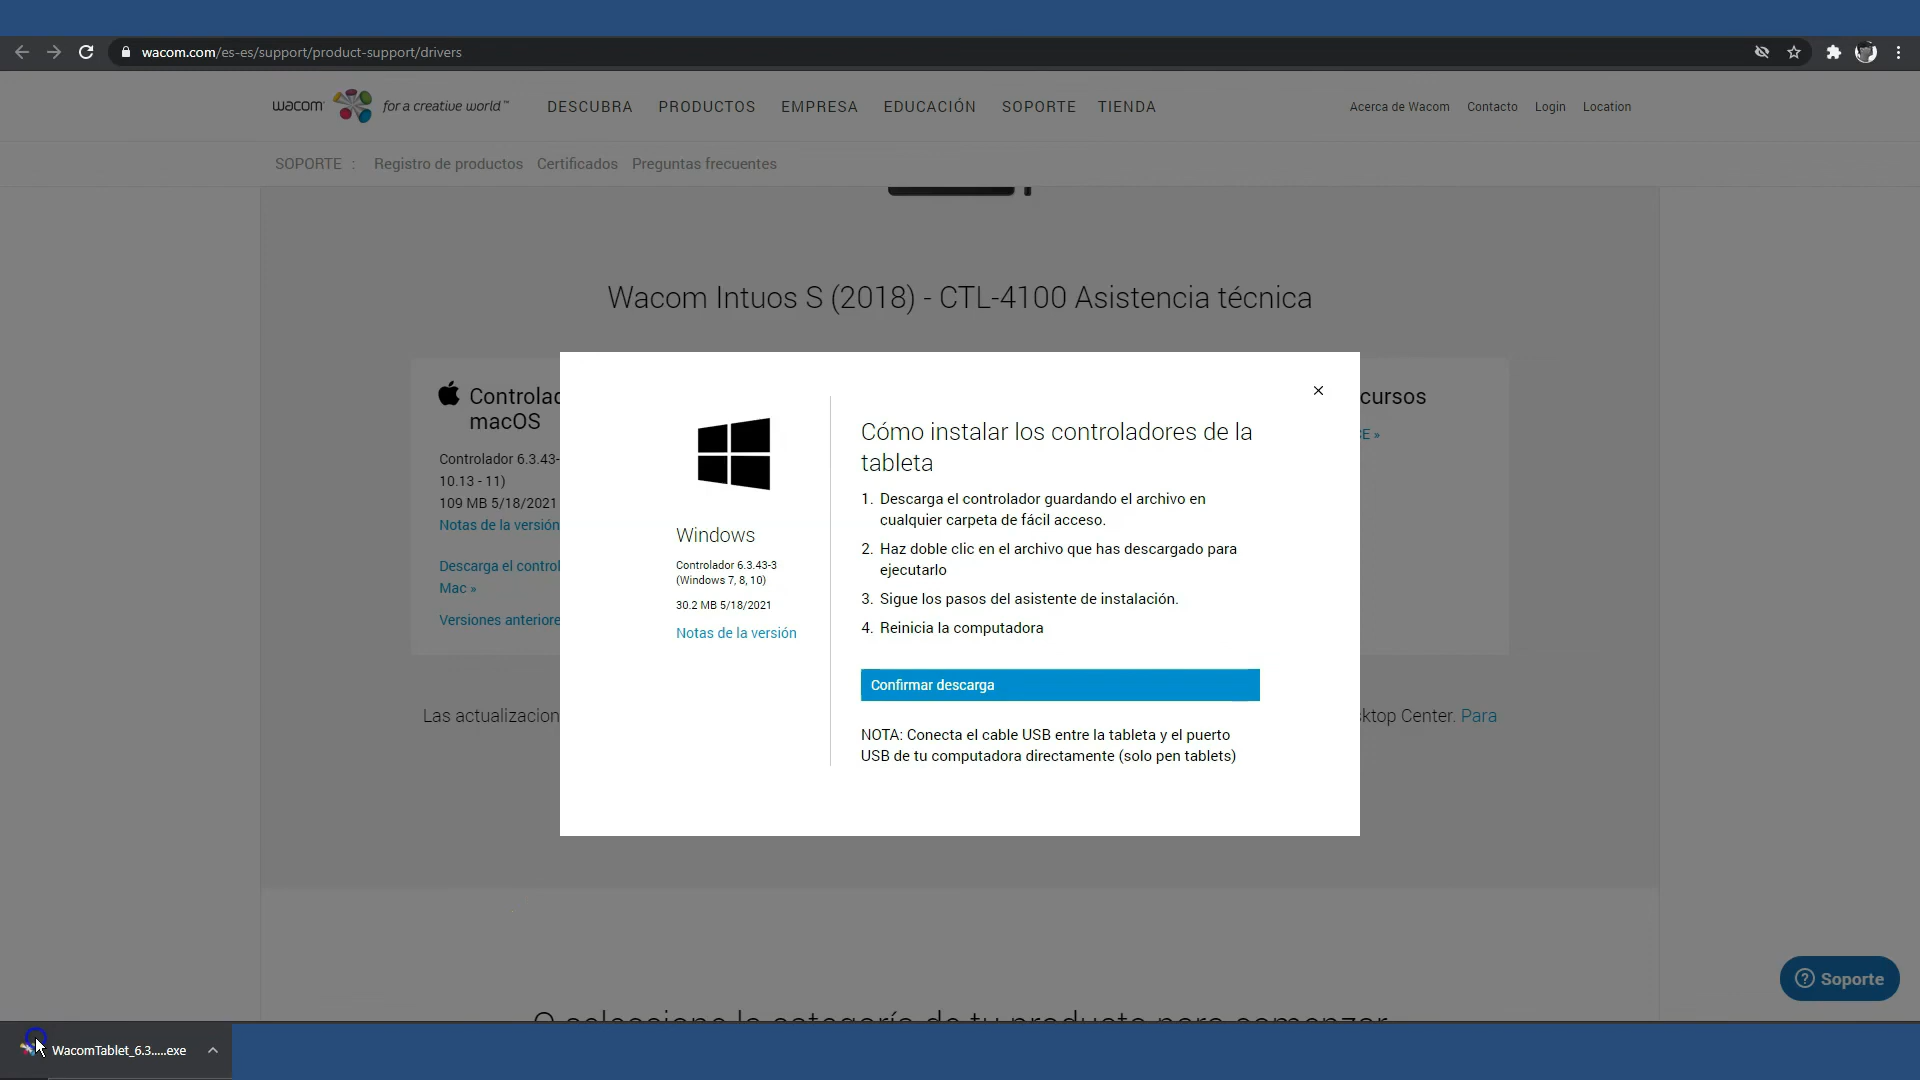 wacom.com/es-es/support/product-support/drivers
wacom for a creative world™
DESCUBRA PRODUCTOS EMPRESA EDUCACIÓN SOPORTE TIENDA
Acerca de Wacom Contacto Login Location
SOPORTE : Registro de productos Certificados Preguntas frecuentes
Wacom Intuos S (2018) - CTL-4100 Asistencia técnica
macOS
Controlador 6.3.43-
10.13 - 11)
109 MB 5/18/2021
Notas de la versión
Descarga el
Mac »
Versiones
Windows
Controlador 6.3.43-3
(Windows 7, 8, 10)
30.2 MB 5/18/2021
Notas de la versión
Cómo instalar los controladores de la
tableta
1. Descarga el controlador guardando el archivo en
cualquier carpeta de fácil acceso.
2. Haz doble clic en el archivo que has descargado para
ejecutarlo
3. Sigue los pasos del asistente de instalación.
4. Reinicia la computadora
Confirmar descarga
NOTA: Conecta el cable USB entre la tableta y el puerto
USB de tu computadora directamente (solo pen tablets)
Las
Center. Para
Soporte
WacomTablet_6.3.....exe